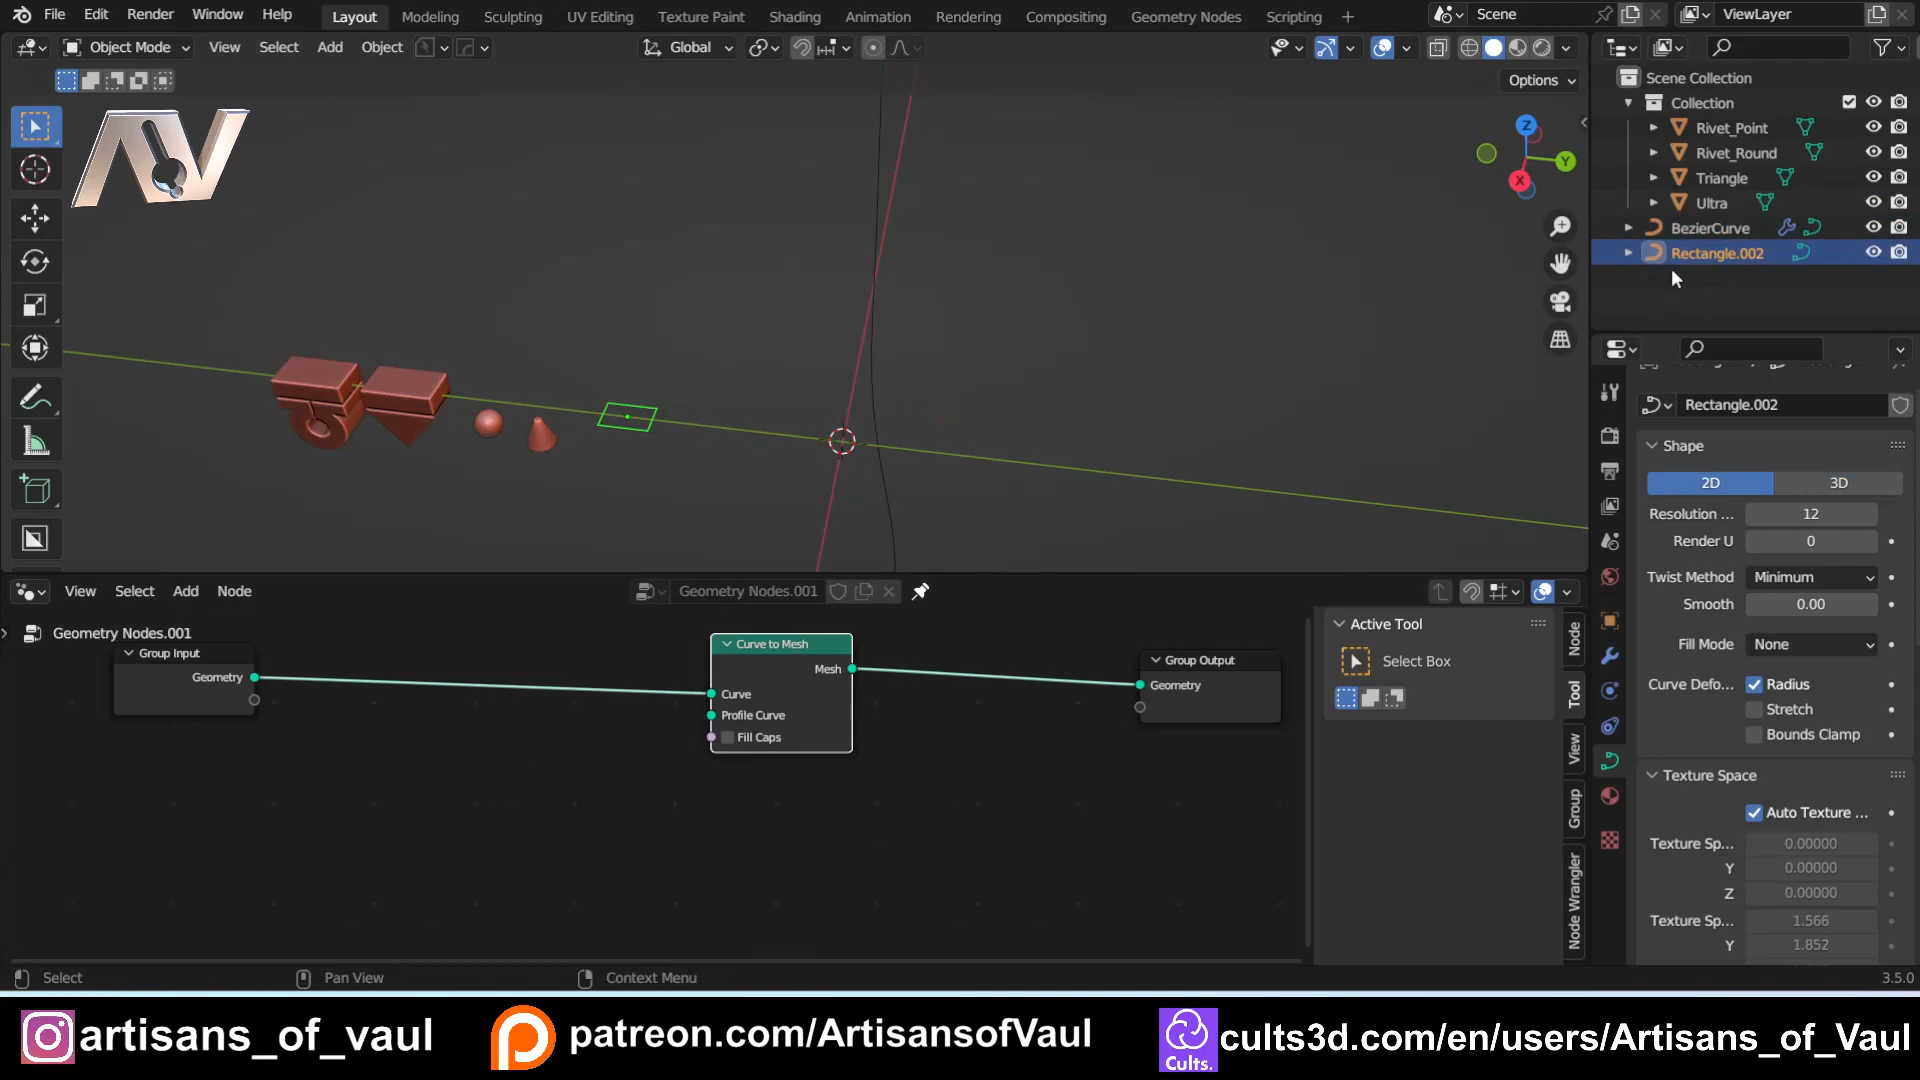 File Edit Render Window Help Layout Modeling Sculpting UV Editing Texture Paint Shading Animation Rendering Compositing Geometry Nodes Scripting + Scene ViewLayer
Object Mode View Select Add Object Global
Options
Z
Y
X
Scene Collection
Collection
Rivet_Point
Rivet_Round
Triangle
Ultra
BezierCurve
Rectangle.002
Rectangle.002
Shape
2D 3D
Resolution ... 12
Render U 0
Twist Method Minimum
Smooth 0.00
Fill Mode None
Curve Defo... Radius
Stretch
Bounds Clamp
Texture Space
Auto Texture ...
Texture Sp... 0.00000
Y 0.00000
Z 0.00000
Texture Sp... 1.566
Y 1.852
View Select Add Node Geometry Nodes.001
Geometry Nodes.001
Group Input
Geometry
Curve to Mesh
Mesh
Curve
Profile Curve
Fill Caps
Group Output
Geometry
Active Tool
Select Box
Node
Tool
View
Group
Node Wrangler
Select Pan View Context Menu 3.5.0
artisans_of_vaul patreon.com/ArtisansofVaul Cults. cults3d.com/en/users/Artisans_of_Vaul